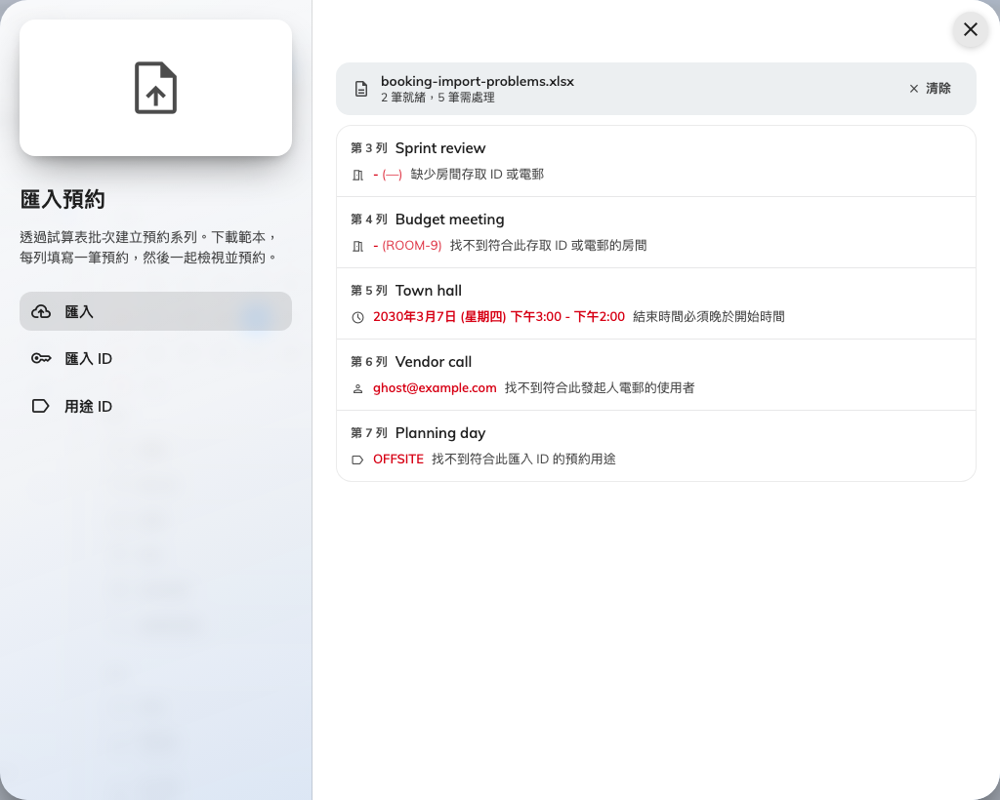 匯入預約
透過試算表批次建立預約系列。下載範本，
每列填寫一筆預約，然後一起檢視並預約。
匯入
匯入 ID
用途 ID
booking-import-problems.xlsx
2 筆就緒，5 筆需處理
清除
第 3 列 Sprint review
- (—) 缺少房間存取 ID 或電郵
第 4 列 Budget meeting
- (ROOM-9) 找不到符合此存取 ID 或電郵的房間
第 5 列 Town hall
2030年3月7日 (星期四) 下午3:00 - 下午2:00 結束時間必須晚於開始時間
第 6 列 Vendor call
ghost@example.com 找不到符合此發起人電郵的使用者
第 7 列 Planning day
OFFSITE 找不到符合此匯入 ID 的預約用途